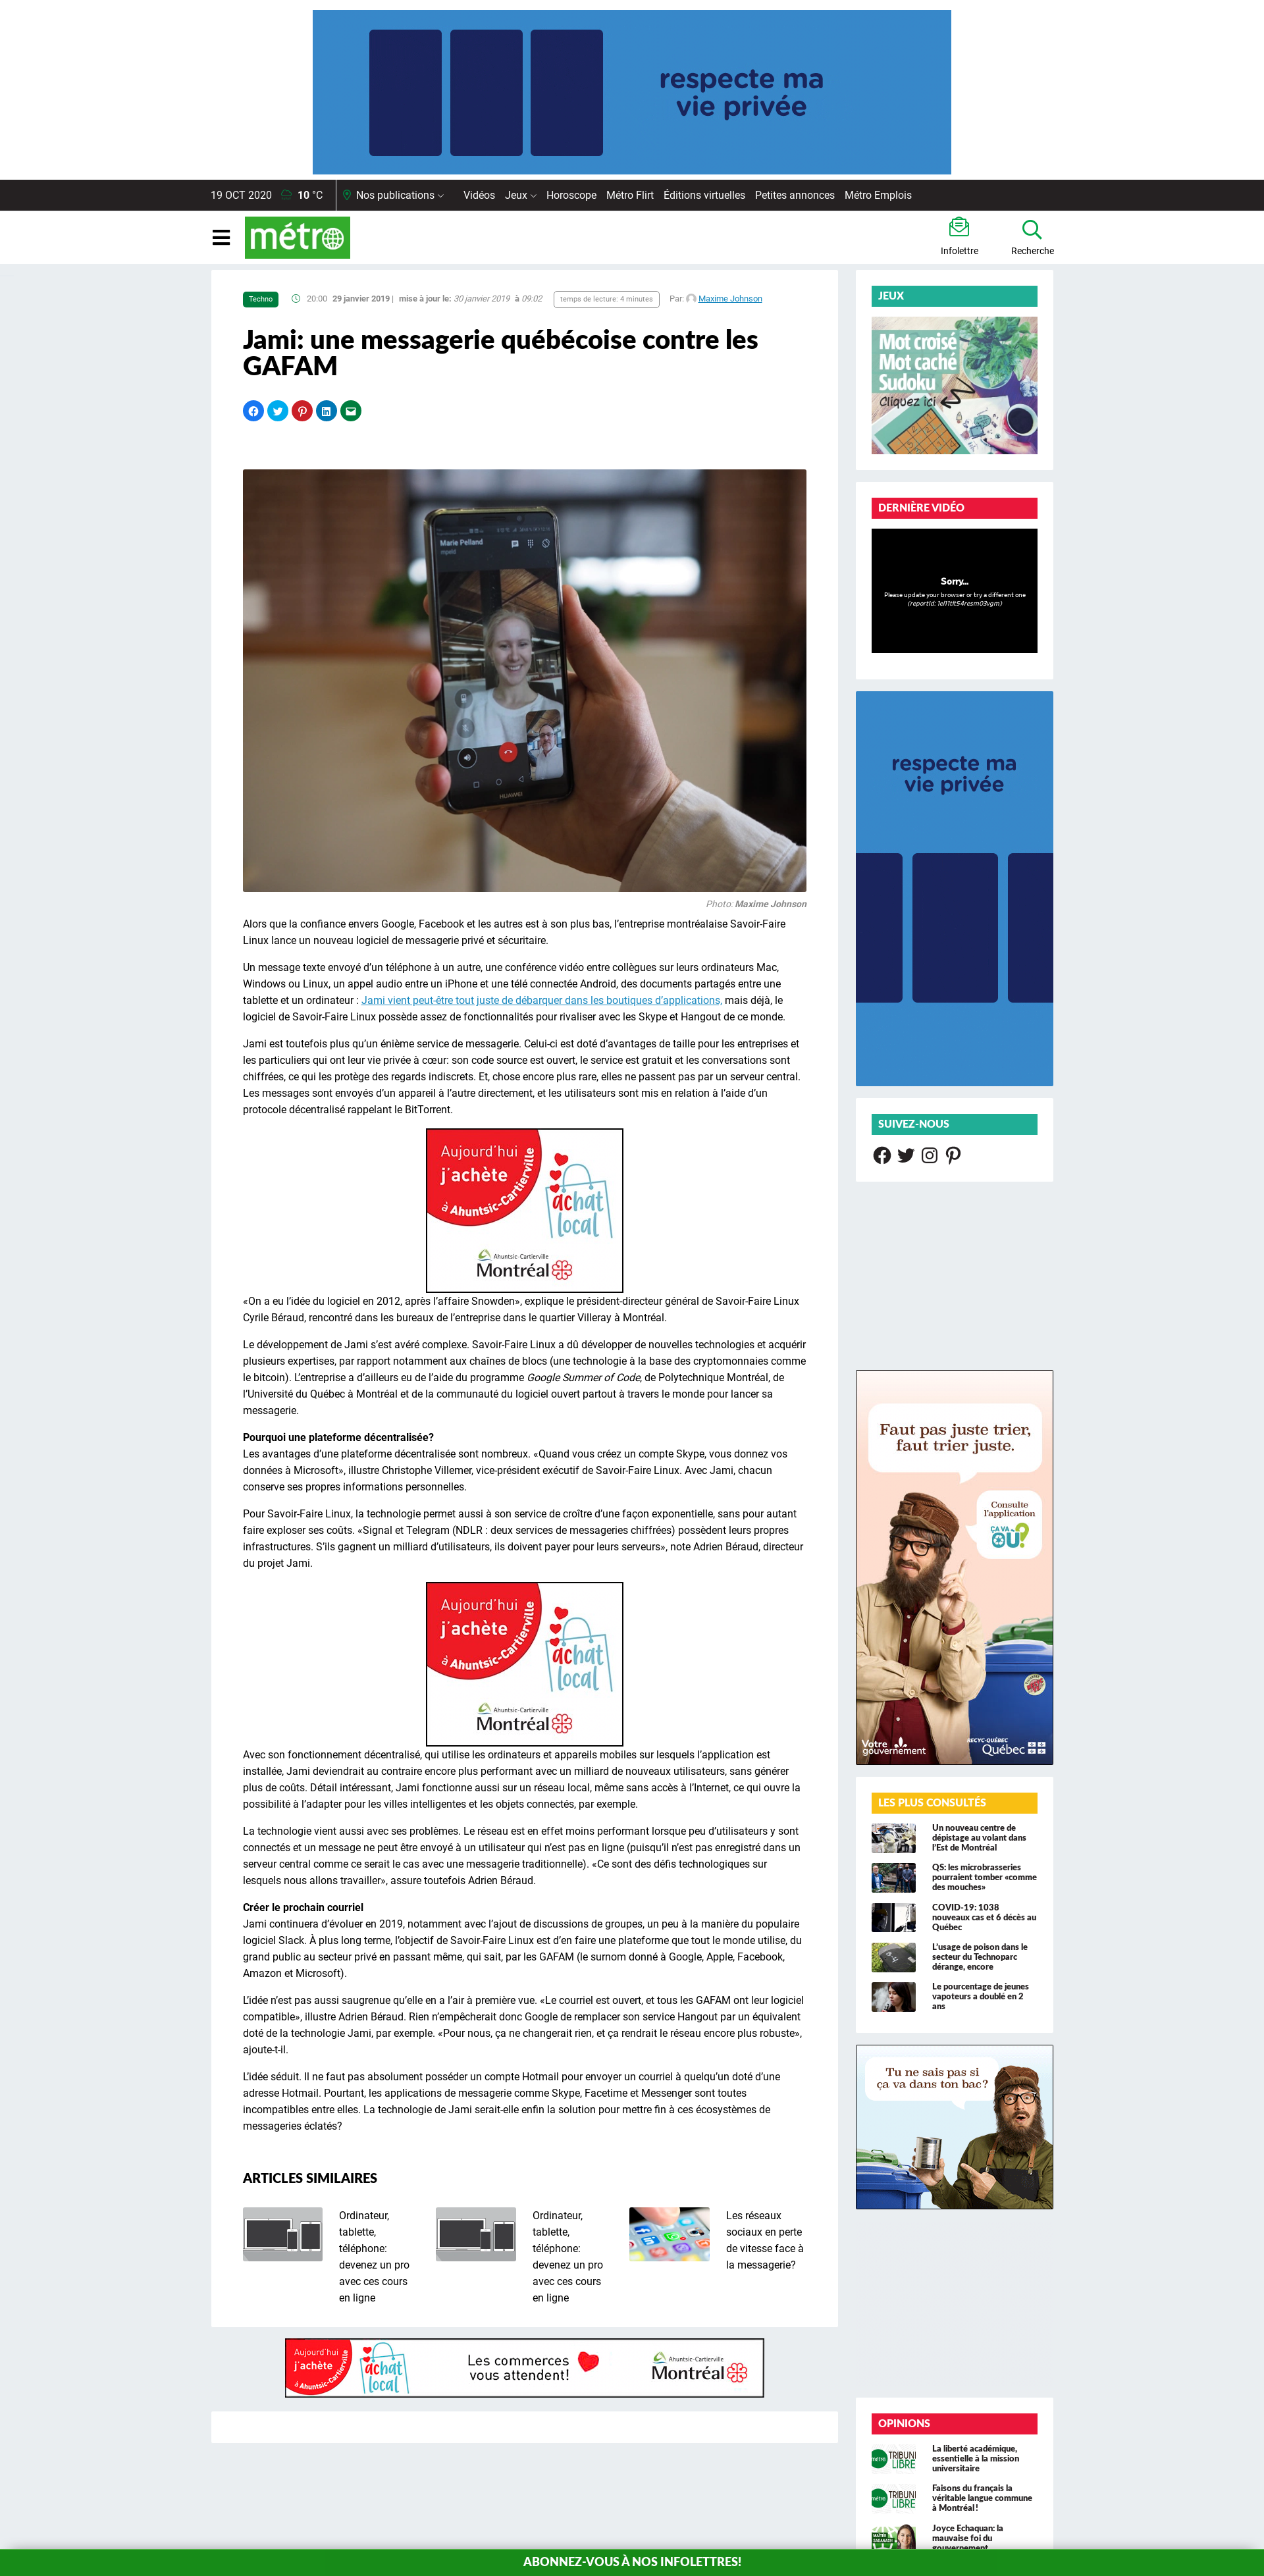 respecte ma
vie privée
19 OCT 2020 10 °C Nos publications Vidéos Jeux Horoscope Métro Flirt Éditions virtuelles Petites annonces Métro Emplois
métro
Infolettre
Recherche
Techno 20:00 29 janvier 2019 | mise à jour le: 30 janvier 2019 à 09:02 temps de lecture: 4 minutes Par: Maxime Johnson
Jami: une messagerie québécoise contre les
GAFAM
Marie Pelland
mpeld
HUAWEI
Photo: Maxime Johnson
Alors que la confiance envers Google, Facebook et les autres est à son plus bas, l’entreprise montréalaise Savoir-Faire
Linux lance un nouveau logiciel de messagerie privé et sécuritaire.
Un message texte envoyé d’un téléphone à un autre, une conférence vidéo entre collègues sur leurs ordinateurs Mac,
Windows ou Linux, un appel audio entre un iPhone et une télé connectée Android, des documents partagés entre une
tablette et un ordinateur : Jami vient peut-être tout juste de débarquer dans les boutiques d’applications, mais déjà, le
logiciel de Savoir-Faire Linux possède assez de fonctionnalités pour rivaliser avec les Skype et Hangout de ce monde.
Jami est toutefois plus qu’un énième service de messagerie. Celui-ci est doté d’avantages de taille pour les entreprises et
les particuliers qui ont leur vie privée à cœur: son code source est ouvert, le service est gratuit et les conversations sont
chiffrées, ce qui les protège des regards indiscrets. Et, chose encore plus rare, elles ne passent pas par un serveur central.
Les messages sont envoyés d’un appareil à l’autre directement, et les utilisateurs sont mis en relation à l’aide d’un
protocole décentralisé rappelant le BitTorrent.
Aujourd'hui
j'achète
à Ahuntsic-Cartierville
achat
local
Ahuntsic-Cartierville
Montréal
«On a eu l’idée du logiciel en 2012, après l’affaire Snowden», explique le président-directeur général de Savoir-Faire Linux
Cyrile Béraud, rencontré dans les bureaux de l’entreprise dans le quartier Villeray à Montréal.
Le développement de Jami s’est avéré complexe. Savoir-Faire Linux a dû développer de nouvelles technologies et acquérir
plusieurs expertises, par rapport notamment aux chaînes de blocs (une technologie à la base des cryptomonnaies comme
le bitcoin). L’entreprise a d’ailleurs eu de l’aide du programme Google Summer of Code, de Polytechnique Montréal, de
l’Université du Québec à Montréal et de la communauté du logiciel ouvert partout à travers le monde pour lancer sa
messagerie.
Pourquoi une plateforme décentralisée?
Les avantages d’une plateforme décentralisée sont nombreux. «Quand vous créez un compte Skype, vous donnez vos
données à Microsoft», illustre Christophe Villemer, vice-président exécutif de Savoir-Faire Linux. Avec Jami, chacun
conserve ses propres informations personnelles.
Pour Savoir-Faire Linux, la technologie permet aussi à son service de croître d’une façon exponentielle, sans pour autant
faire exploser ses coûts. «Signal et Telegram (NDLR : deux services de messageries chiffrées) possèdent leurs propres
infrastructures. S’ils gagnent un milliard d’utilisateurs, ils doivent payer pour leurs serveurs», note Adrien Béraud, directeur
du projet Jami.
Aujourd'hui
j'achète
à Ahuntsic-Cartierville
achat
local
Ahuntsic-Cartierville
Montréal
Avec son fonctionnement décentralisé, qui utilise les ordinateurs et appareils mobiles sur lesquels l’application est
installée, Jami deviendrait au contraire encore plus performant avec un milliard de nouveaux utilisateurs, sans générer
plus de coûts. Détail intéressant, Jami fonctionne aussi sur un réseau local, même sans accès à l’Internet, ce qui ouvre la
possibilité à l’adapter pour les villes intelligentes et les objets connectés, par exemple.
La technologie vient aussi avec ses problèmes. Le réseau est en effet moins performant lorsque peu d’utilisateurs y sont
connectés et un message ne peut être envoyé à un utilisateur qui n’est pas en ligne (puisqu’il n’est pas enregistré dans un
serveur central comme ce serait le cas avec une messagerie traditionnelle). «Ce sont des défis technologiques sur
lesquels nous allons travailler», assure toutefois Adrien Béraud.
Créer le prochain courriel
Jami continuera d’évoluer en 2019, notamment avec l’ajout de discussions de groupes, un peu à la manière du populaire
logiciel Slack. À plus long terme, l’objectif de Savoir-Faire Linux est d’en faire une plateforme que tout le monde utilise, du
grand public au secteur privé en passant même, qui sait, par les GAFAM (le surnom donné à Google, Apple, Facebook,
Amazon et Microsoft).
L’idée n’est pas aussi saugrenue qu’elle en a l’air à première vue. «Le courriel est ouvert, et tous les GAFAM ont leur logiciel
compatible», illustre Adrien Béraud. Rien n’empêcherait donc Google de remplacer son service Hangout par un équivalent
doté de la technologie Jami, par exemple. «Pour nous, ça ne changerait rien, et ça rendrait le réseau encore plus robuste»,
ajoute-t-il.
L’idée séduit. Il ne faut pas absolument posséder un compte Hotmail pour envoyer un courriel à quelqu’un doté d’une
adresse Hotmail. Pourtant, les applications de messagerie comme Skype, Facetime et Messenger sont toutes
incompatibles entre elles. La technologie de Jami serait-elle enfin la solution pour mettre fin à ces écosystèmes de
messageries éclatés?
ARTICLES SIMILAIRES
Ordinateur,
tablette,
téléphone:
devenez un pro
avec ces cours
en ligne
Ordinateur,
tablette,
téléphone:
devenez un pro
avec ces cours
en ligne
Les réseaux
sociaux en perte
de vitesse face à
la messagerie?
Aujourd'hui
j'achète
à Ahuntsic-Cartierville
achat
local
Les commerces
vous attendent!
Ahuntsic-Cartierville
Montréal
JEUX
Mot croisé
Mot caché
Sudoku
Cliquez ici
DERNIÈRE VIDÉO
Sorry...
Please update your browser or try a different one
(reportId: 1el11tlt54resm03vgm)
respecte ma
vie privée
SUIVEZ-NOUS
Faut pas juste trier,
faut trier juste.
Consulte
l'application
ÇA VA
OÙ?
Votre
gouvernement
RECYC-QUÉBEC
Québec
LES PLUS CONSULTÉS
Un nouveau centre de
dépistage au volant dans
l’Est de Montréal
QS: les microbrasseries
pourraient tomber «comme
des mouches»
COVID-19: 1038
nouveaux cas et 6 décès au
Québec
L’usage de poison dans le
secteur du Technoparc
dérange, encore
Le pourcentage de jeunes
vapoteurs a doublé en 2
ans
Tu ne sais pas si
ça va dans ton bac?
OPINIONS
métro TRIBUN
LIBRE
La liberté académique,
essentielle à la mission
universitaire
métro TRIBUN
LIBRE
Faisons du français la
véritable langue commune
à Montréal!
Joyce Echaquan: la
mauvaise foi du
gouvernement
ABONNEZ-VOUS À NOS INFOLETTRES!